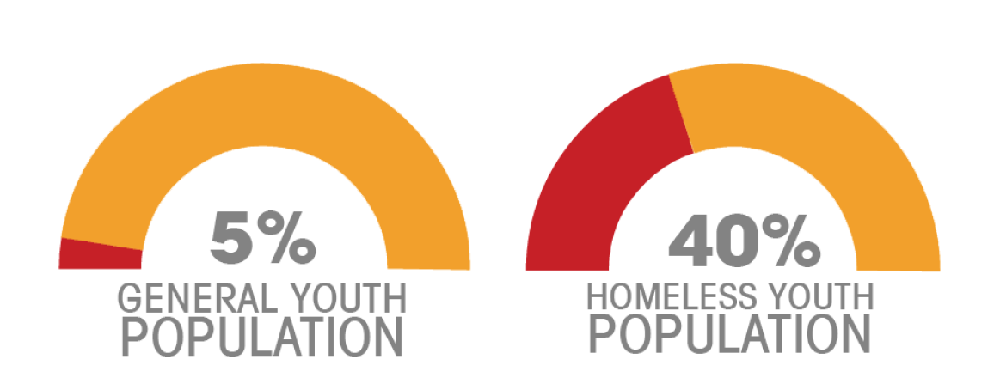 5%
GENERAL YOUTH
POPULATION
40%
HOMELESS YOUTH
POPULATION